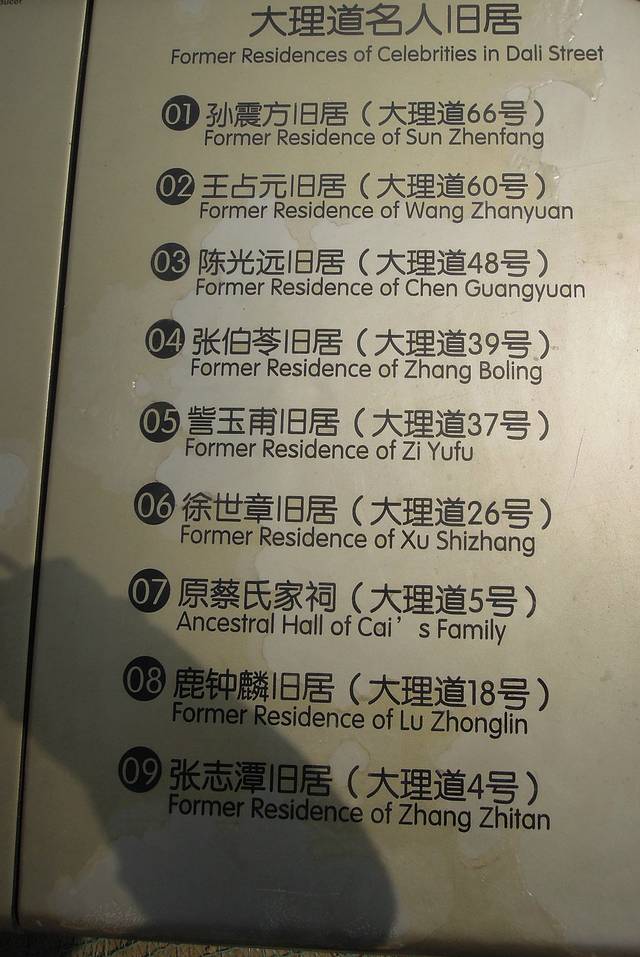 大理道名人旧居
Former Residences of Celebrities in Dali Street
01 孙震方旧居（大理道66号）
Former Residence of Sun Zhenfang
02 王占元旧居（大理道60号）
Former Residence of Wang Zhanyuan
03 陈光远旧居（大理道48号）
Former Residence of Chen Guangyuan
04 张伯苓旧居（大理道39号）
Former Residence of Zhang Boling
05 訾玉甫旧居（大理道37号）
Former Residence of Zi Yufu
06 徐世章旧居（大理道26号）
Former Residence of Xu Shizhang
07 原蔡氏家祠（大理道5号）
Ancestral Hall of Cai’s Family
08 鹿钟麟旧居（大理道18号）
Former Residence of Lu Zhonglin
09 张志潭旧居（大理道4号）
Former Residence of Zhang Zhitan